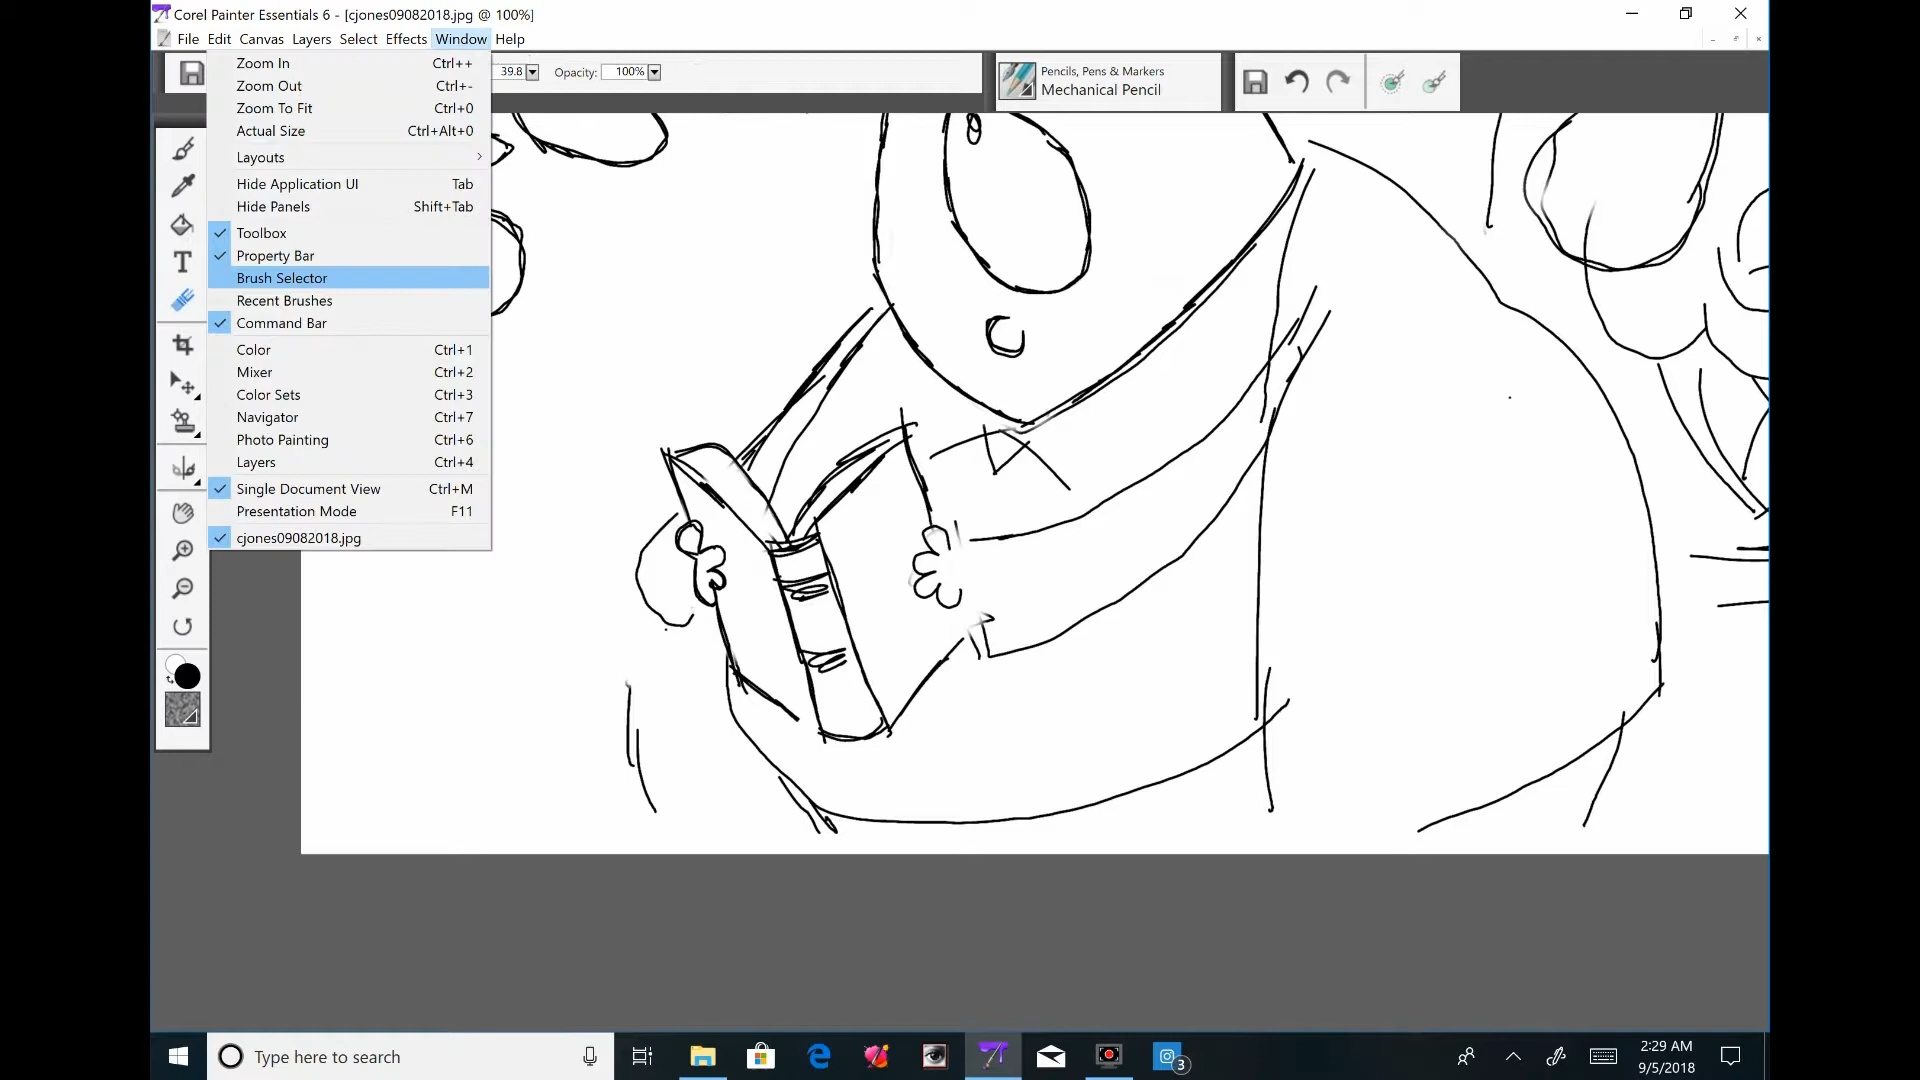 Corel Painter Essentials 6 - [cjones09082018.jpg @ 100%]
File Edit Canvas Layers Select Effects Window Help
39.8 Opacity: 100%
Pencils, Pens & Markers
Mechanical Pencil
Zoom In Ctrl++
Zoom Out Ctrl+-
Zoom To Fit Ctrl+0
Actual Size Ctrl+Alt+0
Layouts
Hide Application UI Tab
Hide Panels Shift+Tab
Toolbox
Property Bar
Brush Selector
Recent Brushes
Command Bar
Color Ctrl+1
Mixer Ctrl+2
Color Sets Ctrl+3
Navigator Ctrl+7
Photo Painting Ctrl+6
Layers Ctrl+4
Single Document View Ctrl+M
Presentation Mode F11
cjones09082018.jpg
T
Type here to search
3
2:29 AM
9/5/2018